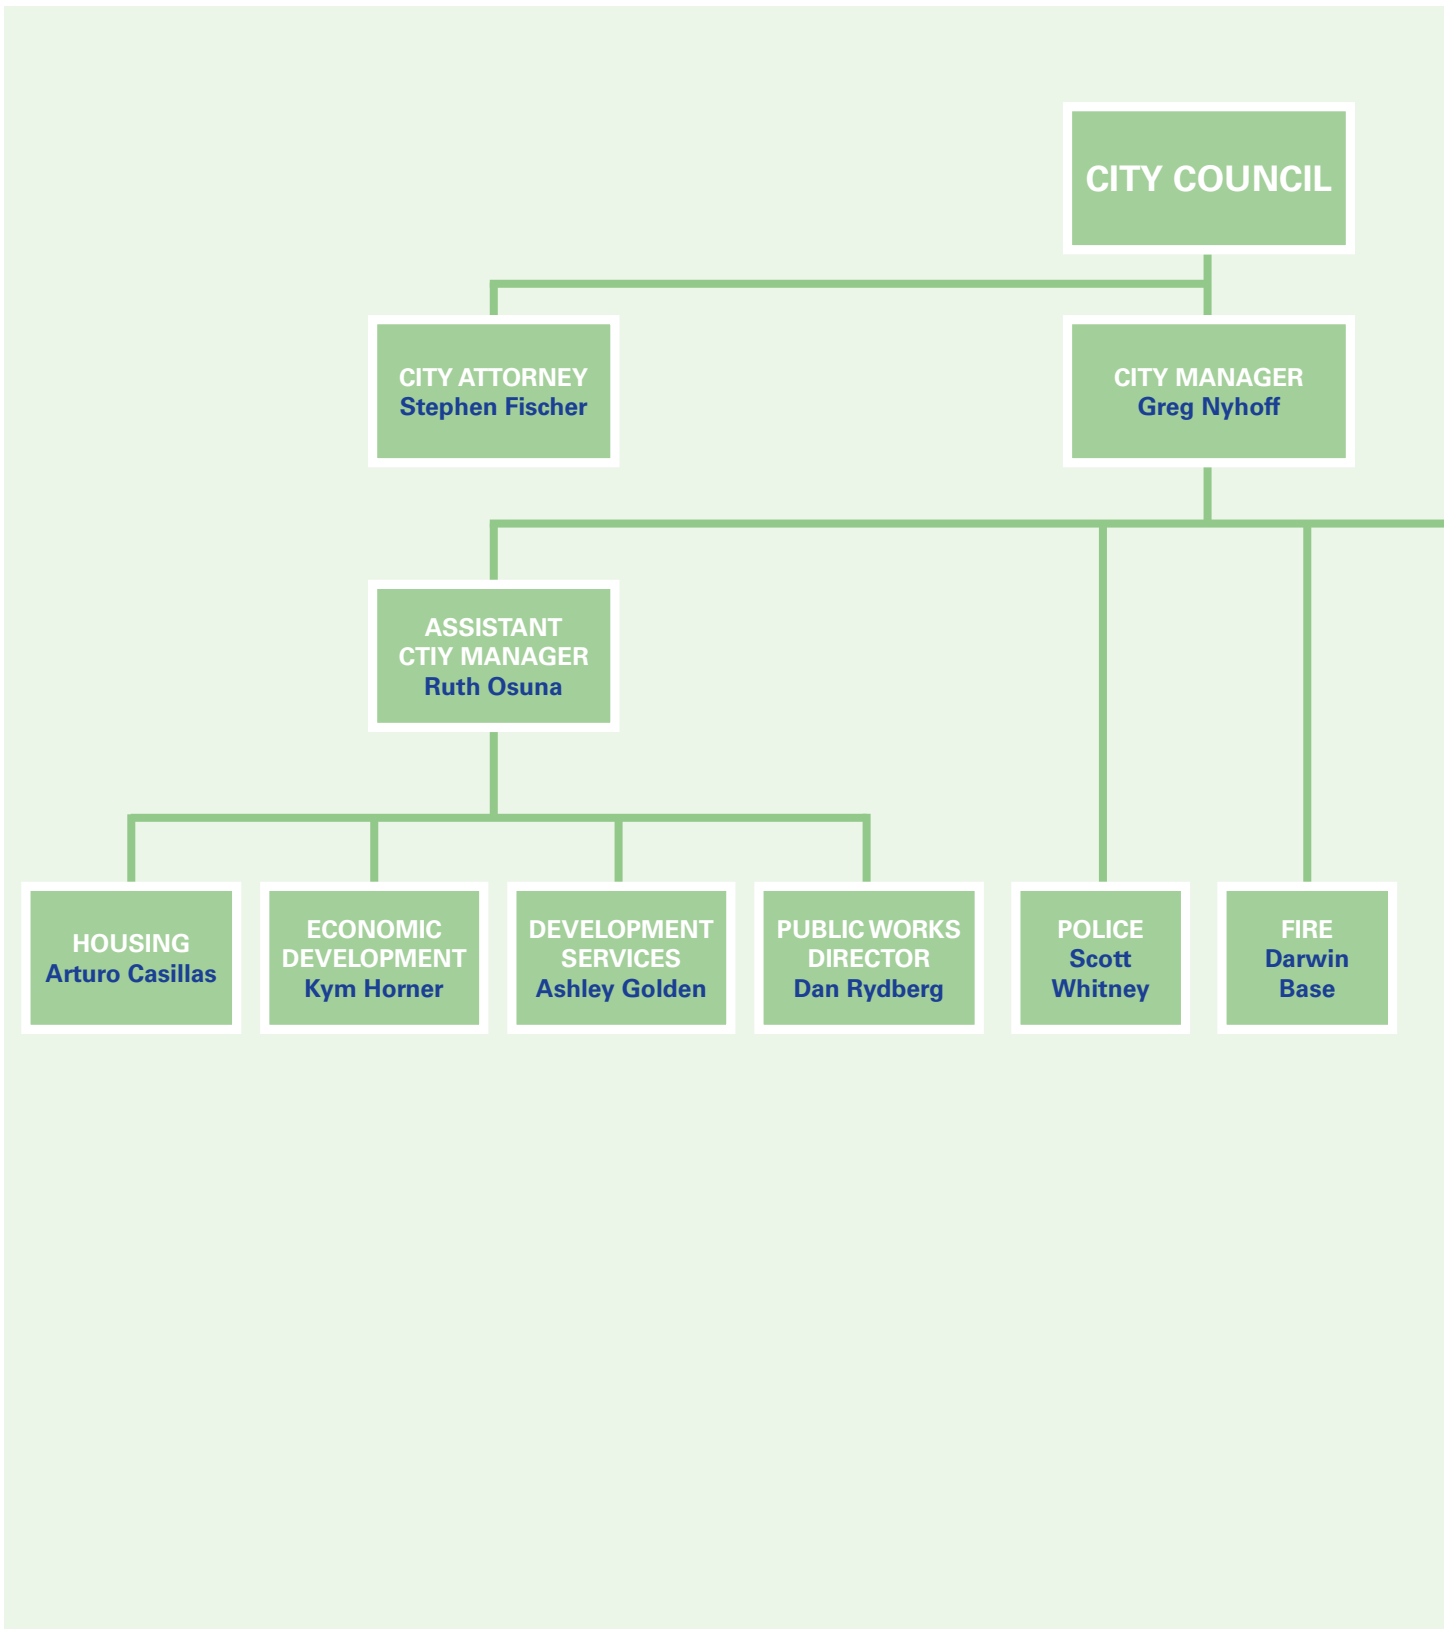 CITY COUNCIL
CITY ATTORNEY
Stephen Fischer
CITY MANAGER
Greg Nyhoff
ASSISTANT
CTIY MANAGER
Ruth Osuna
HOUSING
Arturo Casillas
ECONOMIC
DEVELOPMENT
Kym Horner
DEVELOPMENT
SERVICES
Ashley Golden
PUBLIC WORKS
DIRECTOR
Dan Rydberg
POLICE
Scott
Whitney
FIRE
Darwin
Base